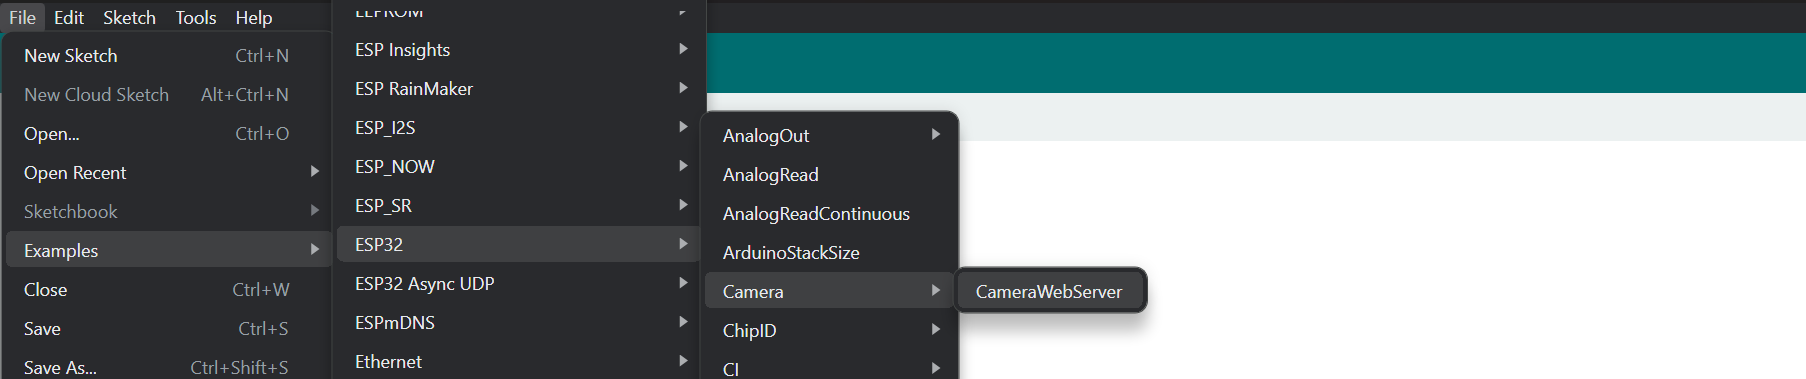 File Edit Sketch Tools Help
New Sketch Ctrl+N
New Cloud Sketch Alt+Ctrl+N
Open... Ctrl+O
Open Recent
Sketchbook
Examples
Close Ctrl+W
Save Ctrl+S
Save As... Ctrl+Shift+S
EEPROM
ESP Insights
ESP RainMaker
ESP_I2S
ESP_NOW
ESP_SR
ESP32
ESP32 Async UDP
ESPmDNS
Ethernet
AnalogOut
AnalogRead
AnalogReadContinuous
ArduinoStackSize
Camera
ChipID
CI
CameraWebServer